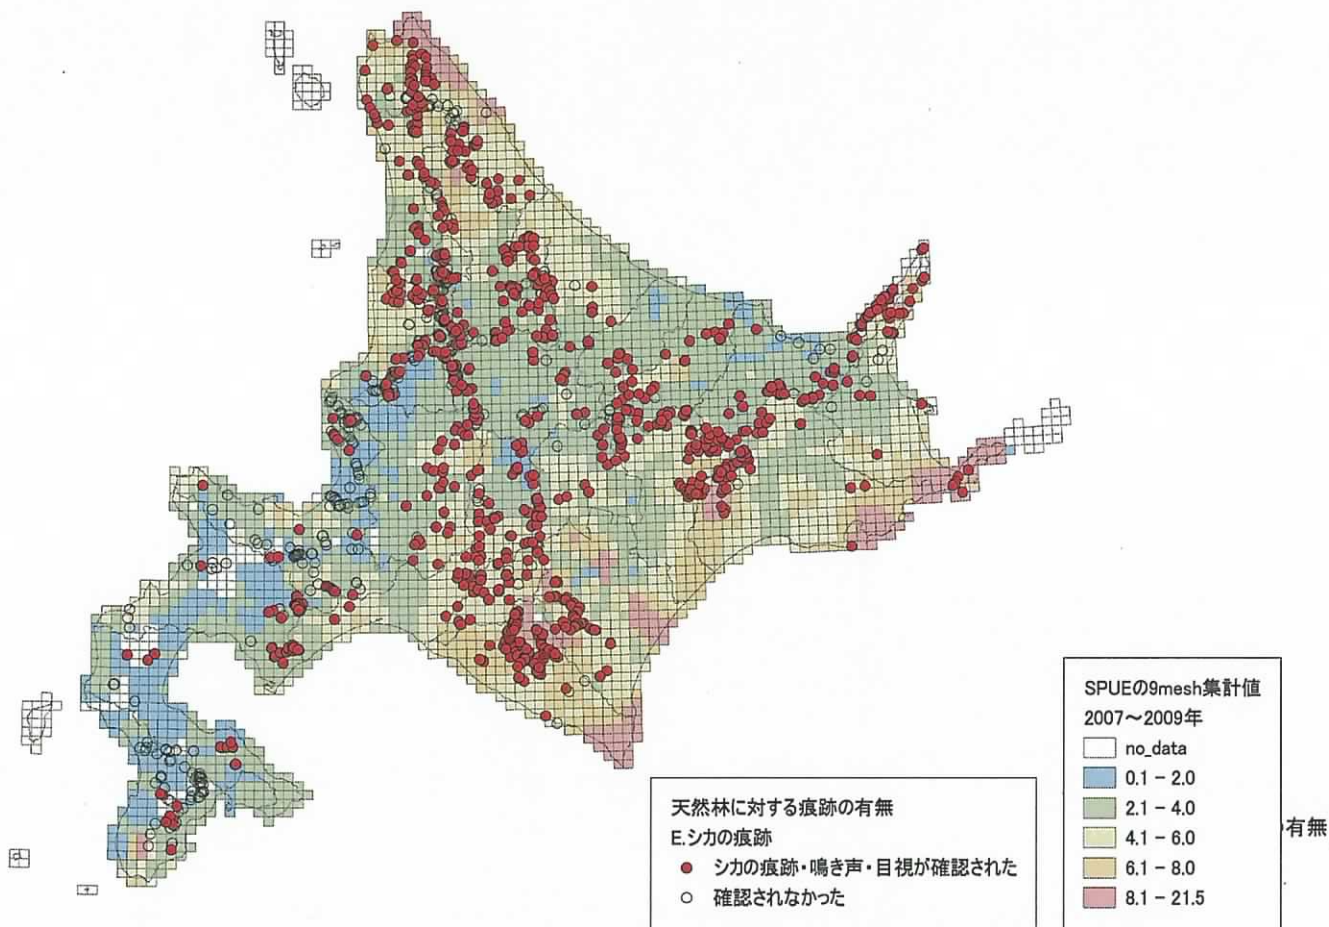 天然林に対する痕跡の有無
E.シカの痕跡
シカの痕跡・鳴き声・目視が確認された
確認されなかった
SPUEの9mesh集計値
2007～2009年
no_data
0.1 - 2.0
2.1 - 4.0
4.1 - 6.0
6.1 - 8.0
8.1 - 21.5
有無